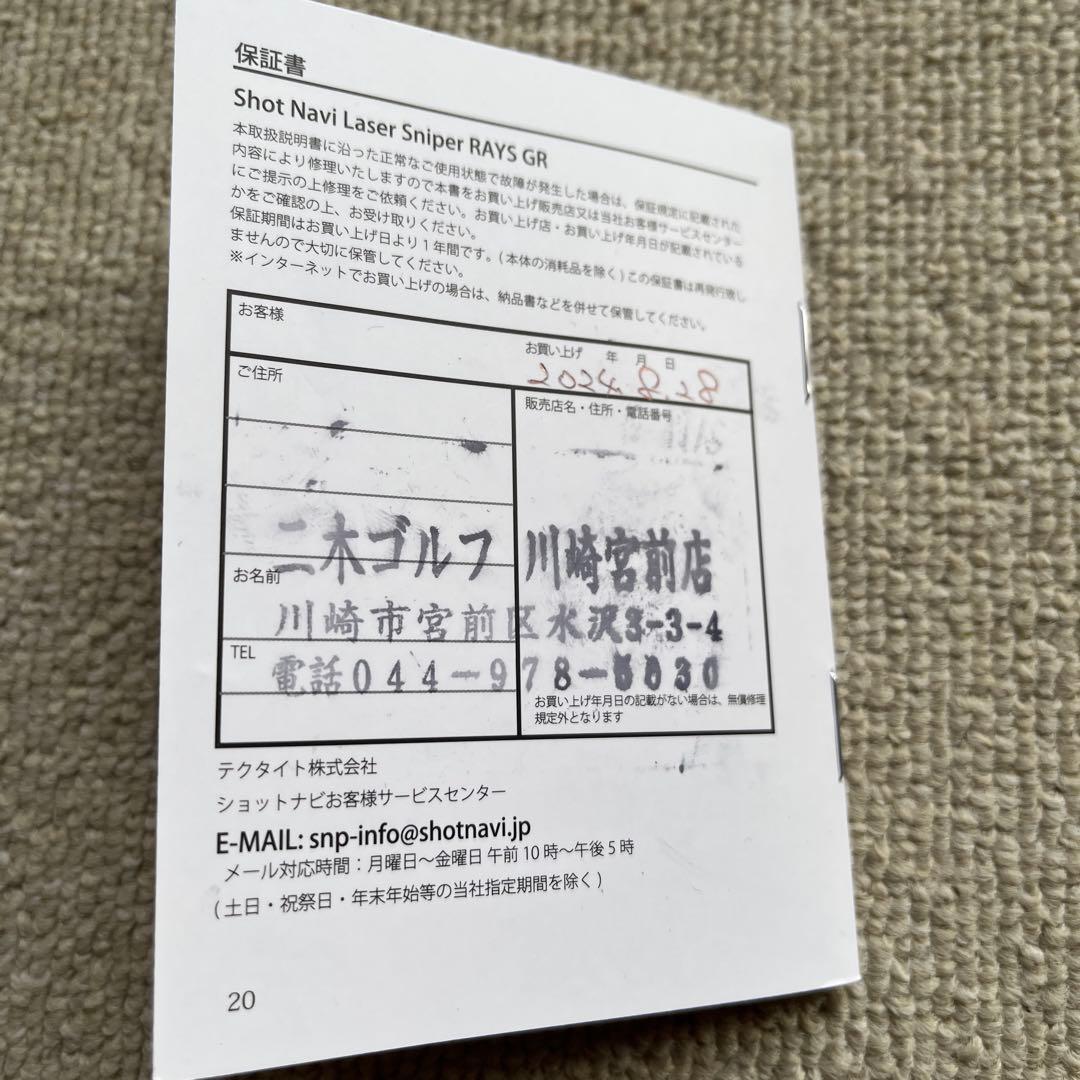 保証書
Shot Navi Laser Sniper RAYS GR
本取扱説明書に沿った正常なご使用状態で故障が発生した場合は、保証規定に記載された
内容により修理いたしますので本書をお買い上げ販売店又は当社お客様サービスセンター
にご提示の上修理をご依頼ください。お買い上げ店・お買い上げ年月日が記載されている
かをご確認の上、お受け取りください。
保証期間はお買い上げ日より1年間です。(本体の消耗品を除く)この保証書は再発行致し
ませんので大切に保管してください。
※インターネットでお買い上げの場合は、納品書などを併せて保管してください。
お客様
お買い上げ 年 月 日
2024.8.28
ご住所
販売店名・住所・電話番号
二木ゴルフ 川崎宮前店
お名前
川崎市宮前区水沢3-3-4
TEL
電話044-978-
お買い上げ年月日の記載がない場合は、無償修理
規定外となります
テクタイト株式会社
ショットナビお客様サービスセンター
E-MAIL: snp-info@shotnavi.jp
メール対応時間：月曜日～金曜日 午前10時～午後5時
(土日・祝祭日・年末年始等の当社指定期間を除く)
20